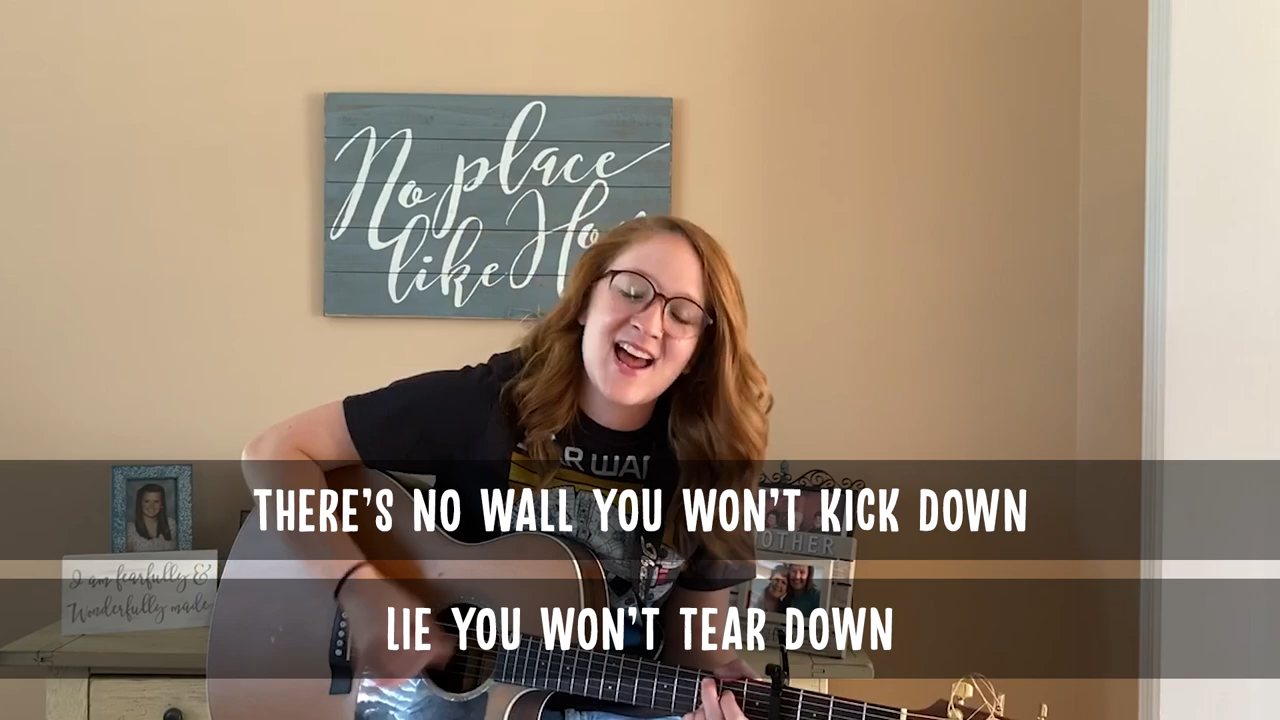 No place
like
THERE'S NO WALL YOU WON'T KICK DOWN
OTHER
I am fearfully &
Wonderfully made
LIE YOU WON'T TEAR DOWN